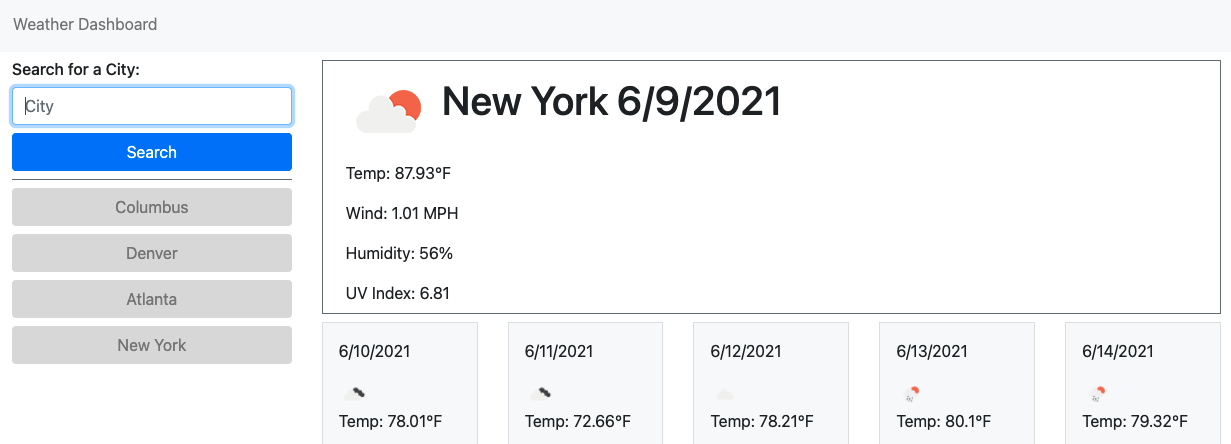 Weather Dashboard
Search for a City:
City
Search
Columbus
Denver
Atlanta
New York
New York 6/9/2021
Temp: 87.93°F
Wind: 1.01 MPH
Humidity: 56%
UV Index: 6.81
6/10/2021
Temp: 78.01°F
6/11/2021
Temp: 72.66°F
6/12/2021
Temp: 78.21°F
6/13/2021
Temp: 80.1°F
6/14/2021
Temp: 79.32°F